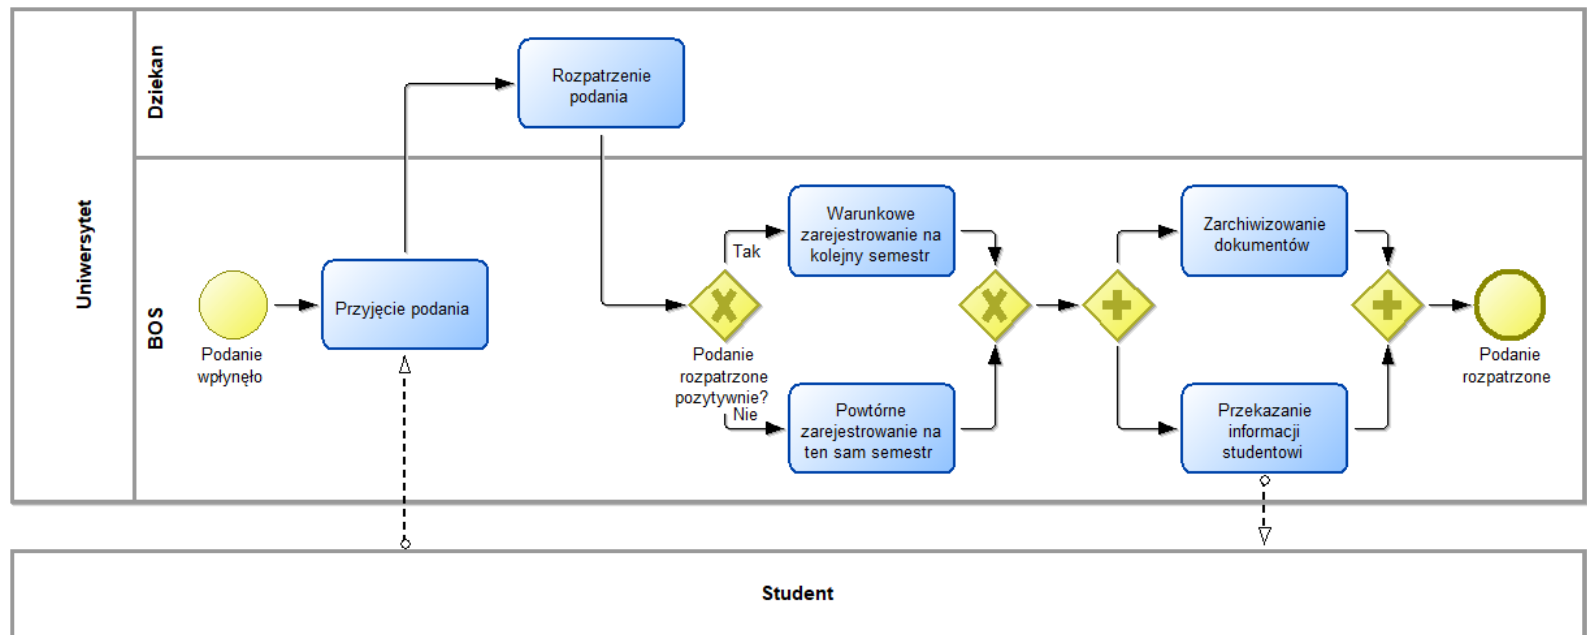 Uniwersytet
Dziekan
Rozpatrzenie
podania
BOS
Podanie
wpłynęło
Przyjęcie podania
Podanie
rozpatrzone
pozytywnie?
Tak
Nie
Warunkowe
zarejestrowanie na
kolejny semestr
Powtórne
zarejestrowanie na
ten sam semestr
Zarchiwizowanie
dokumentów
Przekazanie
informacji
studentowi
Podanie
rozpatrzone
Student